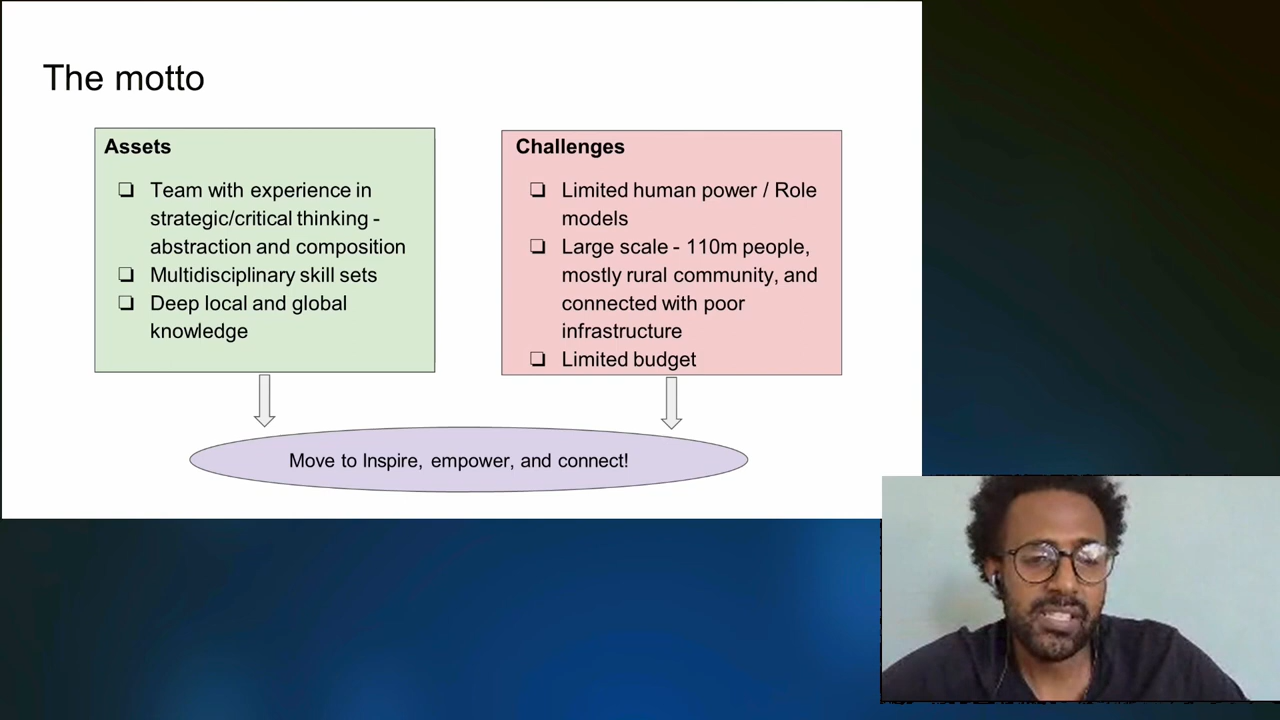 The motto
Assets
❏ Team with experience in
strategic/critical thinking -
abstraction and composition
❏ Multidisciplinary skill sets
❏ Deep local and global
knowledge
Challenges
❏ Limited human power / Role
models
❏ Large scale - 110m people,
mostly rural community, and
connected with poor
infrastructure
❏ Limited budget
Move to Inspire, empower, and connect!